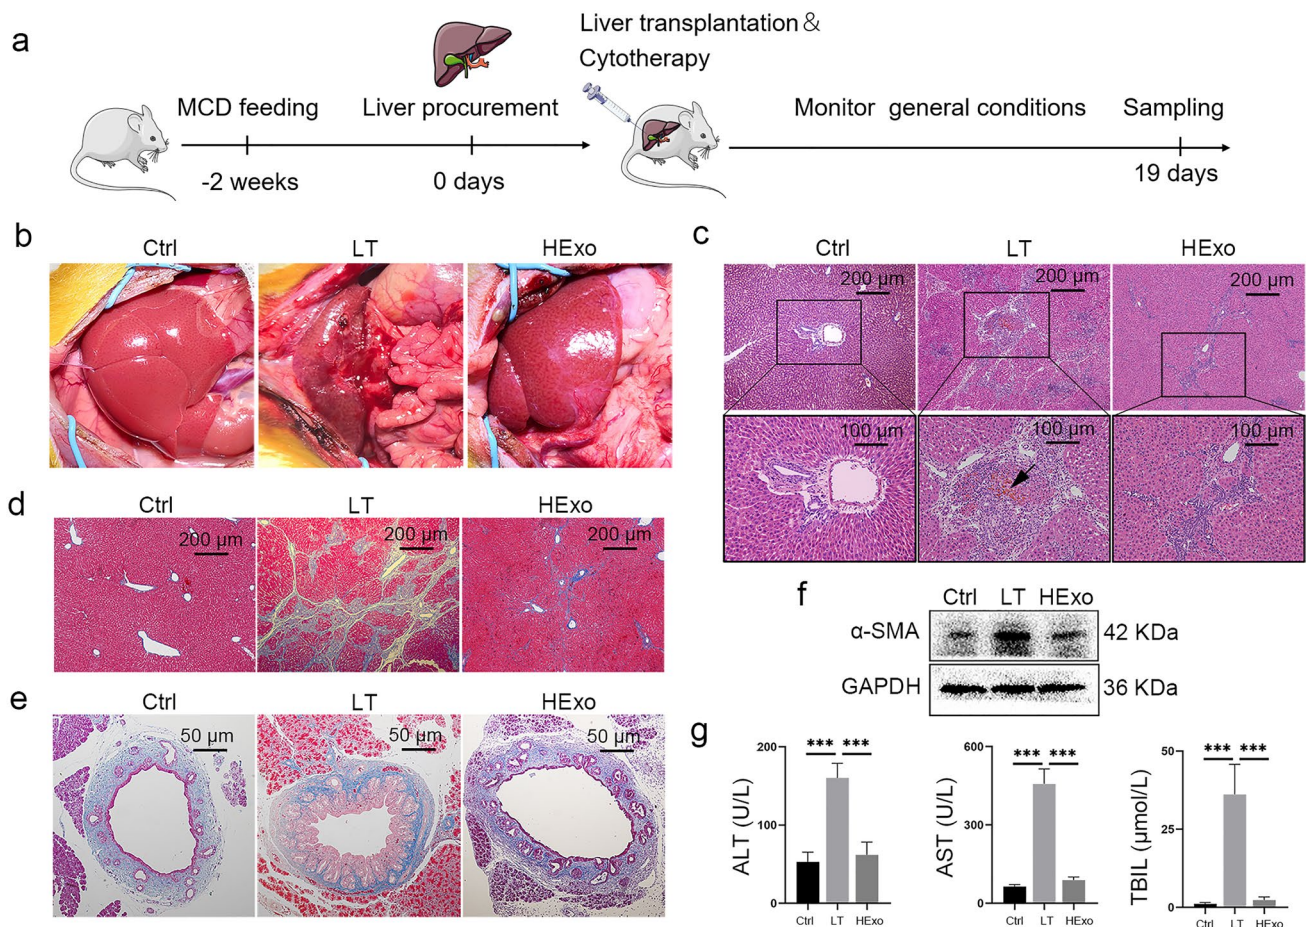 a
Liver transplantation &
Cytotherapy
MCD feeding
Liver procurement
Monitor general conditions
Sampling
-2 weeks
0 days
19 days
b
Ctrl
LT
HExo
c
Ctrl
LT
HExo
200 μm
200 μm
200 μm
100 μm
100 μm
100 μm
d
Ctrl
LT
HExo
200 μm
200 μm
200 μm
e
Ctrl
LT
HExo
50 μm
50 μm
50 μm
f
Ctrl LT HExo
α-SMA
42 KDa
GAPDH
36 KDa
g
ALT (U/L)
200
100
0
*** ***
Ctrl LT HExo
AST (U/L)
600
300
0
*** ***
Ctrl LT HExo
TBIL (μmol/L)
50
25
0
*** ***
Ctrl LT HExo